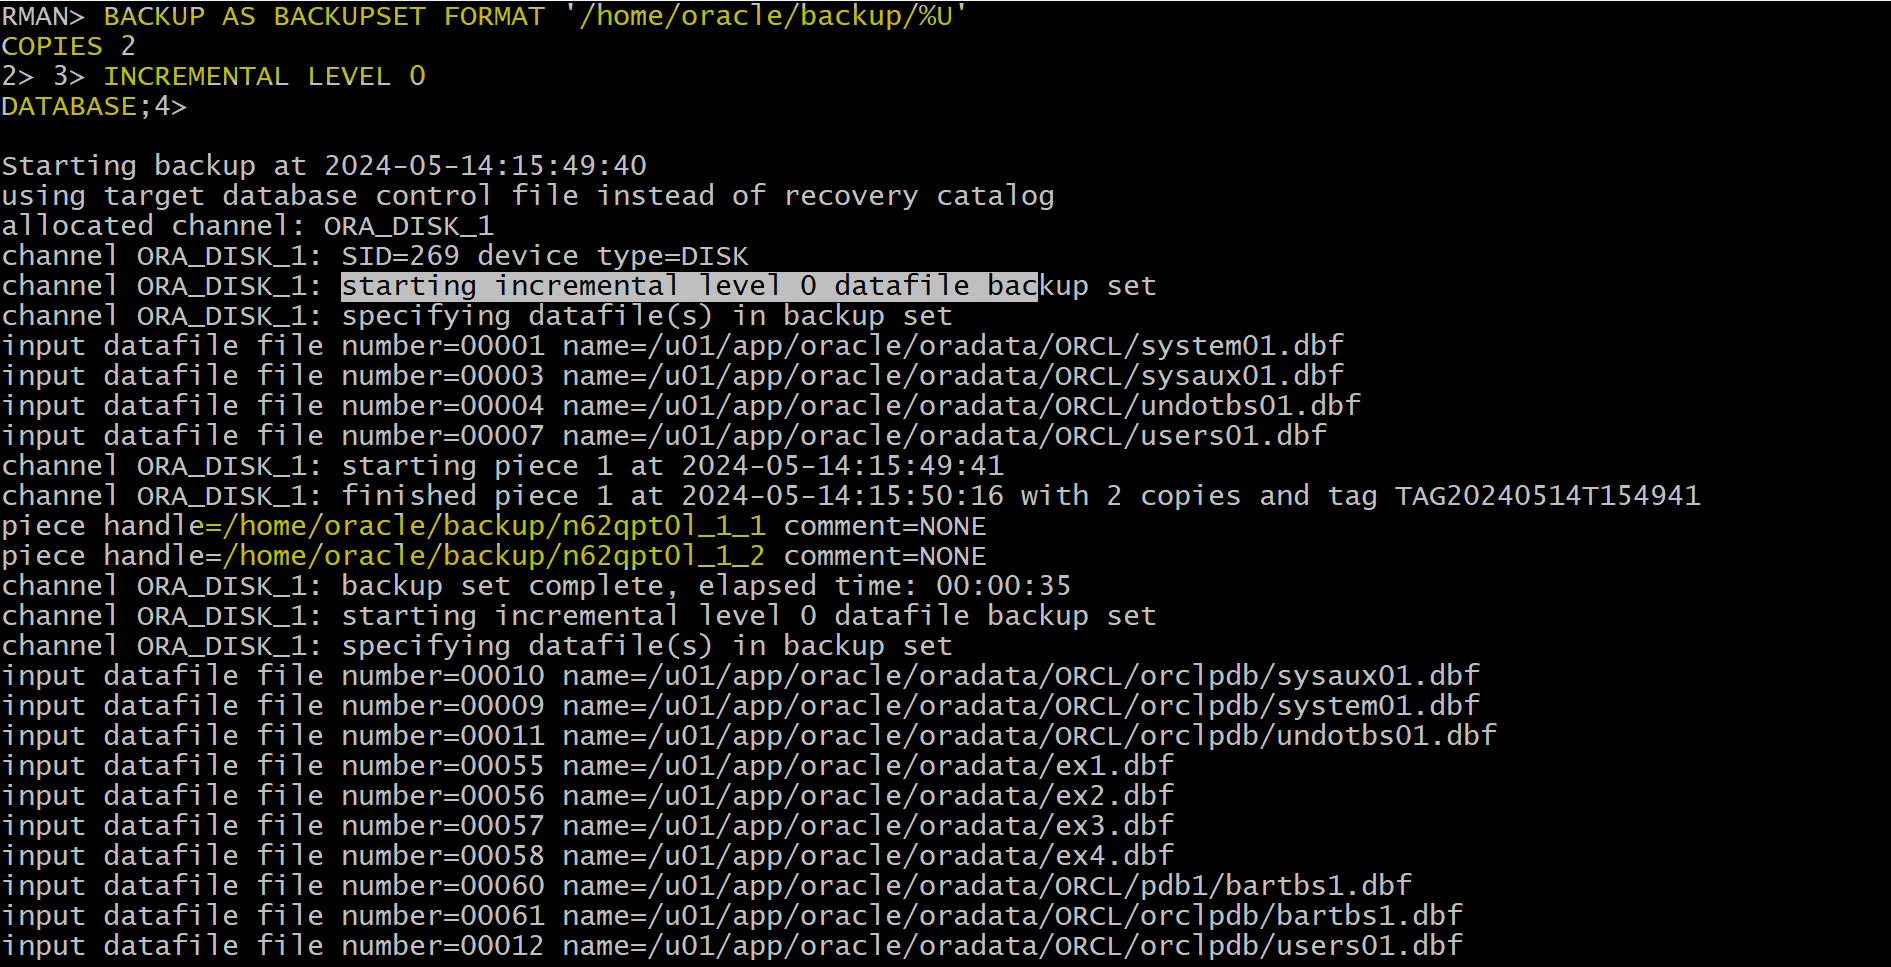 RMAN> BACKUP AS BACKUPSET FORMAT '/home/oracle/backup/%U'
COPIES 2
2> 3> INCREMENTAL LEVEL 0
DATABASE;4>
Starting backup at 2024-05-14:15:49:40
using target database control file instead of recovery catalog
allocated channel: ORA_DISK_1
channel ORA_DISK_1: SID=269 device type=DISK
channel ORA_DISK_1: starting incremental level 0 datafile backup set
channel ORA_DISK_1: specifying datafile(s) in backup set
input datafile file number=00001 name=/u01/app/oracle/oradata/ORCL/system01.dbf
input datafile file number=00003 name=/u01/app/oracle/oradata/ORCL/sysaux01.dbf
input datafile file number=00004 name=/u01/app/oracle/oradata/ORCL/undotbs01.dbf
input datafile file number=00007 name=/u01/app/oracle/oradata/ORCL/users01.dbf
channel ORA_DISK_1: starting piece 1 at 2024-05-14:15:49:41
channel ORA_DISK_1: finished piece 1 at 2024-05-14:15:50:16 with 2 copies and tag TAG20240514T154941
piece handle=/home/oracle/backup/n62qpt0l_1_1 comment=NONE
piece handle=/home/oracle/backup/n62qpt0l_1_2 comment=NONE
channel ORA_DISK_1: backup set complete, elapsed time: 00:00:35
channel ORA_DISK_1: starting incremental level 0 datafile backup set
channel ORA_DISK_1: specifying datafile(s) in backup set
input datafile file number=00010 name=/u01/app/oracle/oradata/ORCL/orclpdb/sysaux01.dbf
input datafile file number=00009 name=/u01/app/oracle/oradata/ORCL/orclpdb/system01.dbf
input datafile file number=00011 name=/u01/app/oracle/oradata/ORCL/orclpdb/undotbs01.dbf
input datafile file number=00055 name=/u01/app/oracle/oradata/ex1.dbf
input datafile file number=00056 name=/u01/app/oracle/oradata/ex2.dbf
input datafile file number=00057 name=/u01/app/oracle/oradata/ex3.dbf
input datafile file number=00058 name=/u01/app/oracle/oradata/ex4.dbf
input datafile file number=00060 name=/u01/app/oracle/oradata/ORCL/pdb1/bartbs1.dbf
input datafile file number=00061 name=/u01/app/oracle/oradata/ORCL/orclpdb/bartbs1.dbf
input datafile file number=00012 name=/u01/app/oracle/oradata/ORCL/orclpdb/users01.dbf